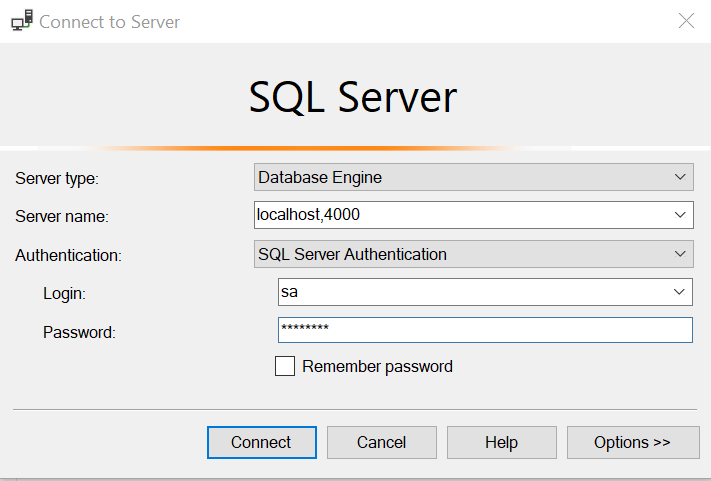 Connect to Server
SQL Server
Server type: Database Engine
Server name: localhost,4000
Authentication: SQL Server Authentication
Login: sa
Password: ********
Remember password
Connect Cancel Help Options >>